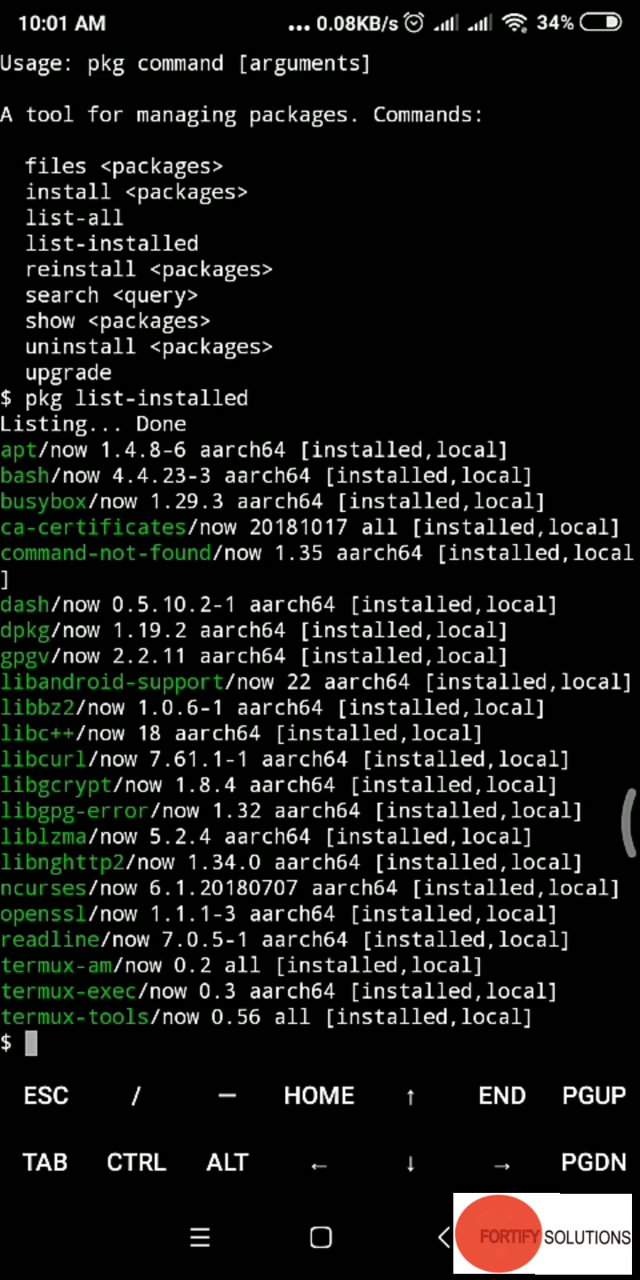 10:01 AM ... 0.08KB/s 34%
Usage: pkg command [arguments]
A tool for managing packages. Commands:
files <packages>
install <packages>
list-all
list-installed
reinstall <packages>
search <query>
show <packages>
uninstall <packages>
upgrade
$ pkg list-installed
Listing... Done
apt/now 1.4.8-6 aarch64 [installed,local]
bash/now 4.4.23-3 aarch64 [installed,local]
busybox/now 1.29.3 aarch64 [installed,local]
ca-certificates/now 20181017 all [installed,local]
command-not-found/now 1.35 aarch64 [installed,local
]
dash/now 0.5.10.2-1 aarch64 [installed,local]
dpkg/now 1.19.2 aarch64 [installed,local]
gpgv/now 2.2.11 aarch64 [installed,local]
libandroid-support/now 22 aarch64 [installed,local]
libbz2/now 1.0.6-1 aarch64 [installed,local]
libc++/now 18 aarch64 [installed,local]
libcurl/now 7.61.1-1 aarch64 [installed,local]
libgcrypt/now 1.8.4 aarch64 [installed,local]
libgpg-error/now 1.32 aarch64 [installed,local]
liblzma/now 5.2.4 aarch64 [installed,local]
libnghttp2/now 1.34.0 aarch64 [installed,local]
ncurses/now 6.1.20180707 aarch64 [installed,local]
openssl/now 1.1.1-3 aarch64 [installed,local]
readline/now 7.0.5-1 aarch64 [installed,local]
termux-am/now 0.2 all [installed,local]
termux-exec/now 0.3 aarch64 [installed,local]
termux-tools/now 0.56 all [installed,local]
$
ESC / — HOME ↑ END PGUP
TAB CTRL ALT ← ↓ → PGDN
FORTIFY SOLUTIONS